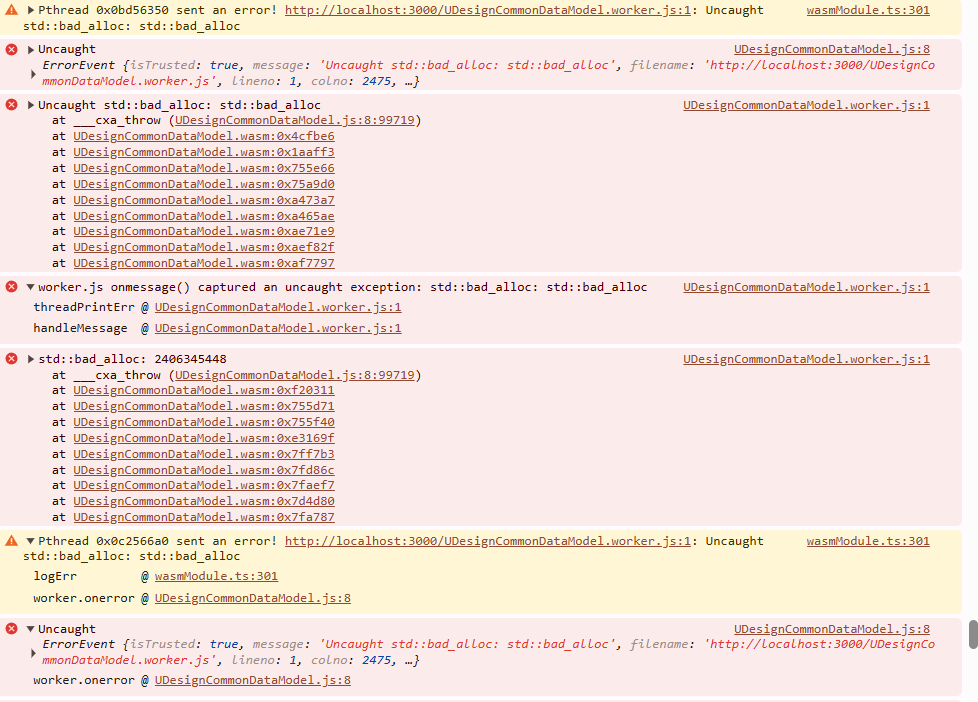 Pthread 0x0bd56350 sent an error! http://localhost:3000/UDesignCommonDataModel.worker.js:1: Uncaught wasmModule.ts:301
std::bad_alloc: std::bad_alloc
Uncaught UDesignCommonDataModel.js:8
ErrorEvent {isTrusted: true, message: 'Uncaught std::bad_alloc: std::bad_alloc', filename: 'http://localhost:3000/UDesignCo
mmonDataModel.worker.js', lineno: 1, colno: 2475, …}
Uncaught std::bad_alloc: std::bad_alloc UDesignCommonDataModel.worker.js:1
at ___cxa_throw (UDesignCommonDataModel.js:8:99719)
at UDesignCommonDataModel.wasm:0x4cfbe6
at UDesignCommonDataModel.wasm:0x1aaff3
at UDesignCommonDataModel.wasm:0x755e66
at UDesignCommonDataModel.wasm:0x75a9d0
at UDesignCommonDataModel.wasm:0xa473a7
at UDesignCommonDataModel.wasm:0xa465ae
at UDesignCommonDataModel.wasm:0xae71e9
at UDesignCommonDataModel.wasm:0xaef82f
at UDesignCommonDataModel.wasm:0xaf7797
worker.js onmessage() captured an uncaught exception: std::bad_alloc: std::bad_alloc UDesignCommonDataModel.worker.js:1
threadPrintErr @ UDesignCommonDataModel.worker.js:1
handleMessage @ UDesignCommonDataModel.worker.js:1
std::bad_alloc: 2406345448 UDesignCommonDataModel.worker.js:1
at ___cxa_throw (UDesignCommonDataModel.js:8:99719)
at UDesignCommonDataModel.wasm:0xf20311
at UDesignCommonDataModel.wasm:0x755d71
at UDesignCommonDataModel.wasm:0x755f40
at UDesignCommonDataModel.wasm:0xe3169f
at UDesignCommonDataModel.wasm:0x7ff7b3
at UDesignCommonDataModel.wasm:0x7fd86c
at UDesignCommonDataModel.wasm:0x7faef7
at UDesignCommonDataModel.wasm:0x7d4d80
at UDesignCommonDataModel.wasm:0x7fa787
Pthread 0x0c2566a0 sent an error! http://localhost:3000/UDesignCommonDataModel.worker.js:1: Uncaught wasmModule.ts:301
std::bad_alloc: std::bad_alloc
logErr @ wasmModule.ts:301
worker.onerror @ UDesignCommonDataModel.js:8
Uncaught UDesignCommonDataModel.js:8
ErrorEvent {isTrusted: true, message: 'Uncaught std::bad_alloc: std::bad_alloc', filename: 'http://localhost:3000/UDesignCo
mmonDataModel.worker.js', lineno: 1, colno: 2475, …}
worker.onerror @ UDesignCommonDataModel.js:8